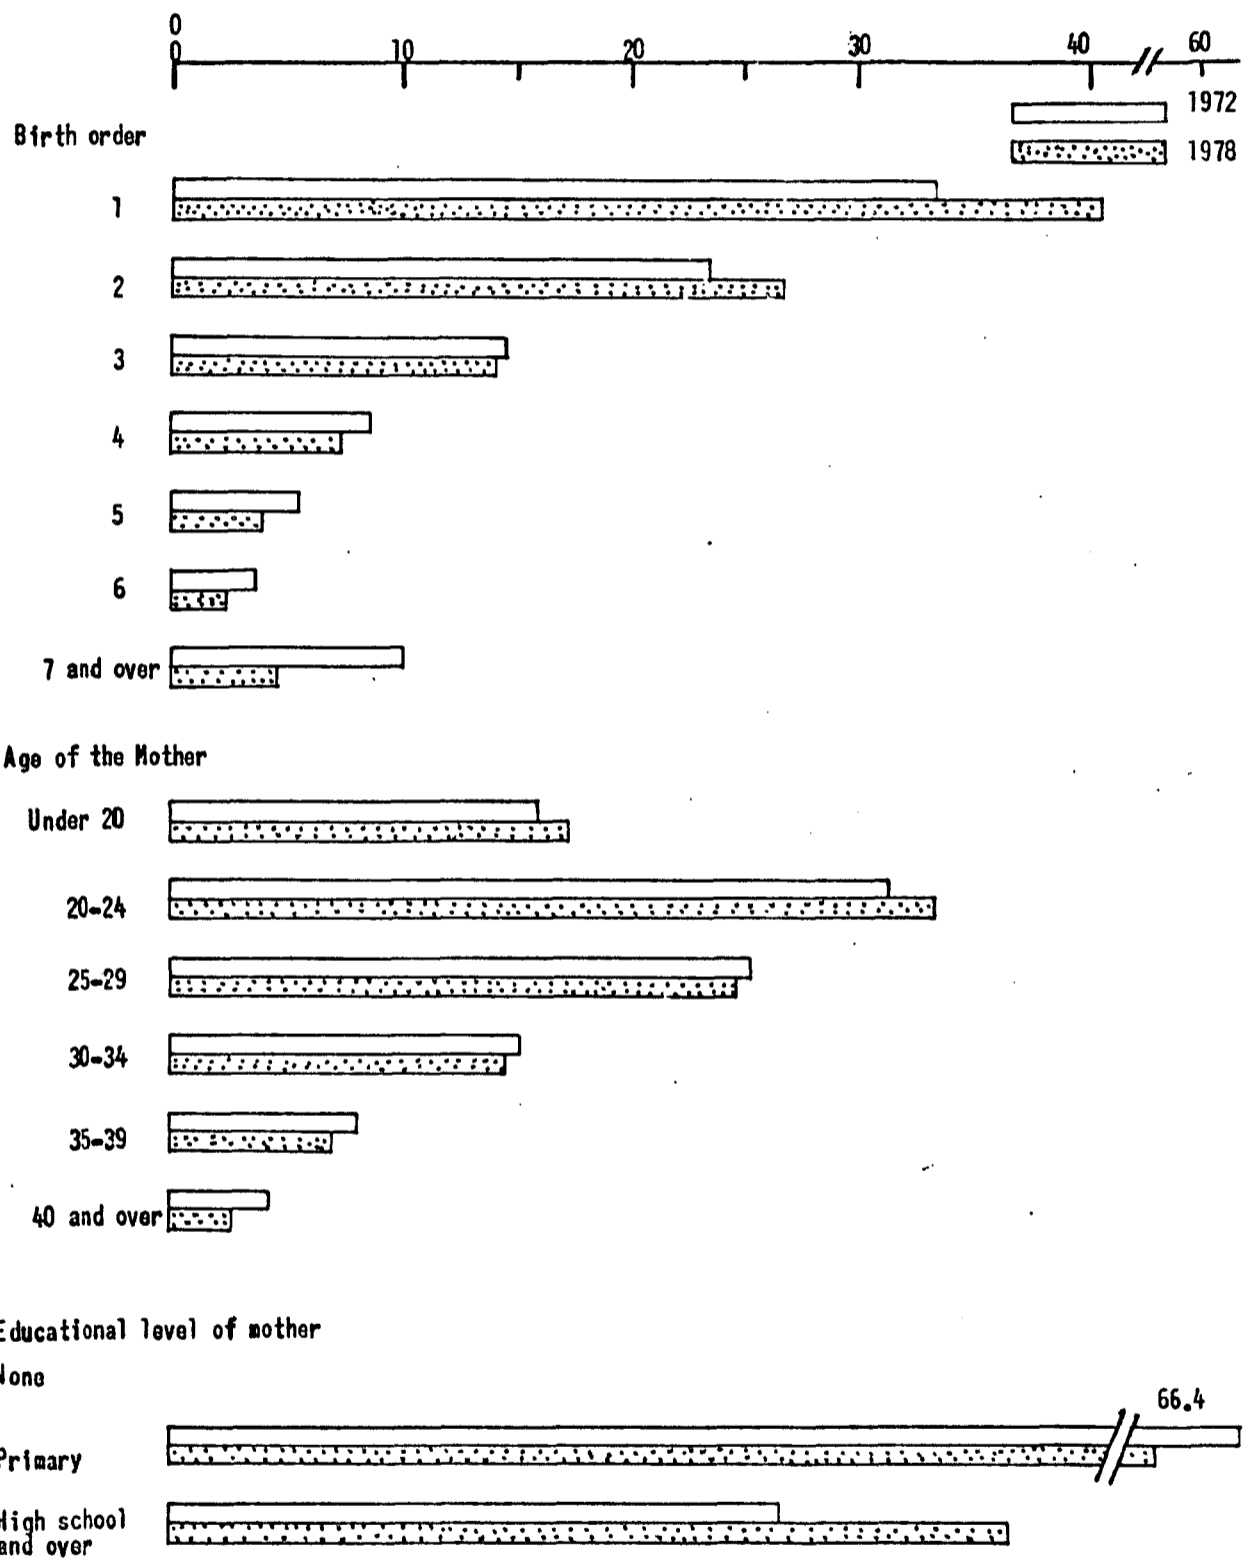 0
0 10 20 30 40 60
1972
Birth order
1978
1
2
3
4
5
6
7 and over
Age of the Mother
Under 20
20-24
25-29
30-34
35-39
40 and over
Educational level of mother
None
66.4
Primary
High school
and over